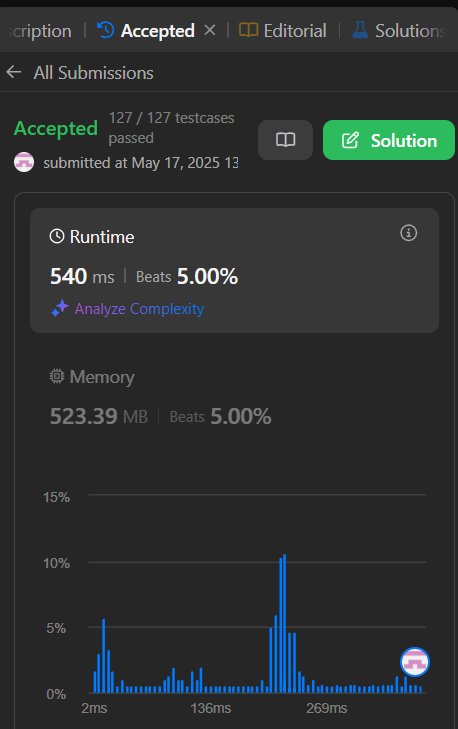 scription Accepted Editorial Solutions
All Submissions
Accepted 127 / 127 testcases
passed
submitted at May 17, 2025 13
Solution
Runtime
540 ms Beats 5.00%
Analyze Complexity
Memory
523.39 MB Beats 5.00%
15%
10%
5%
0%
2ms 136ms 269ms